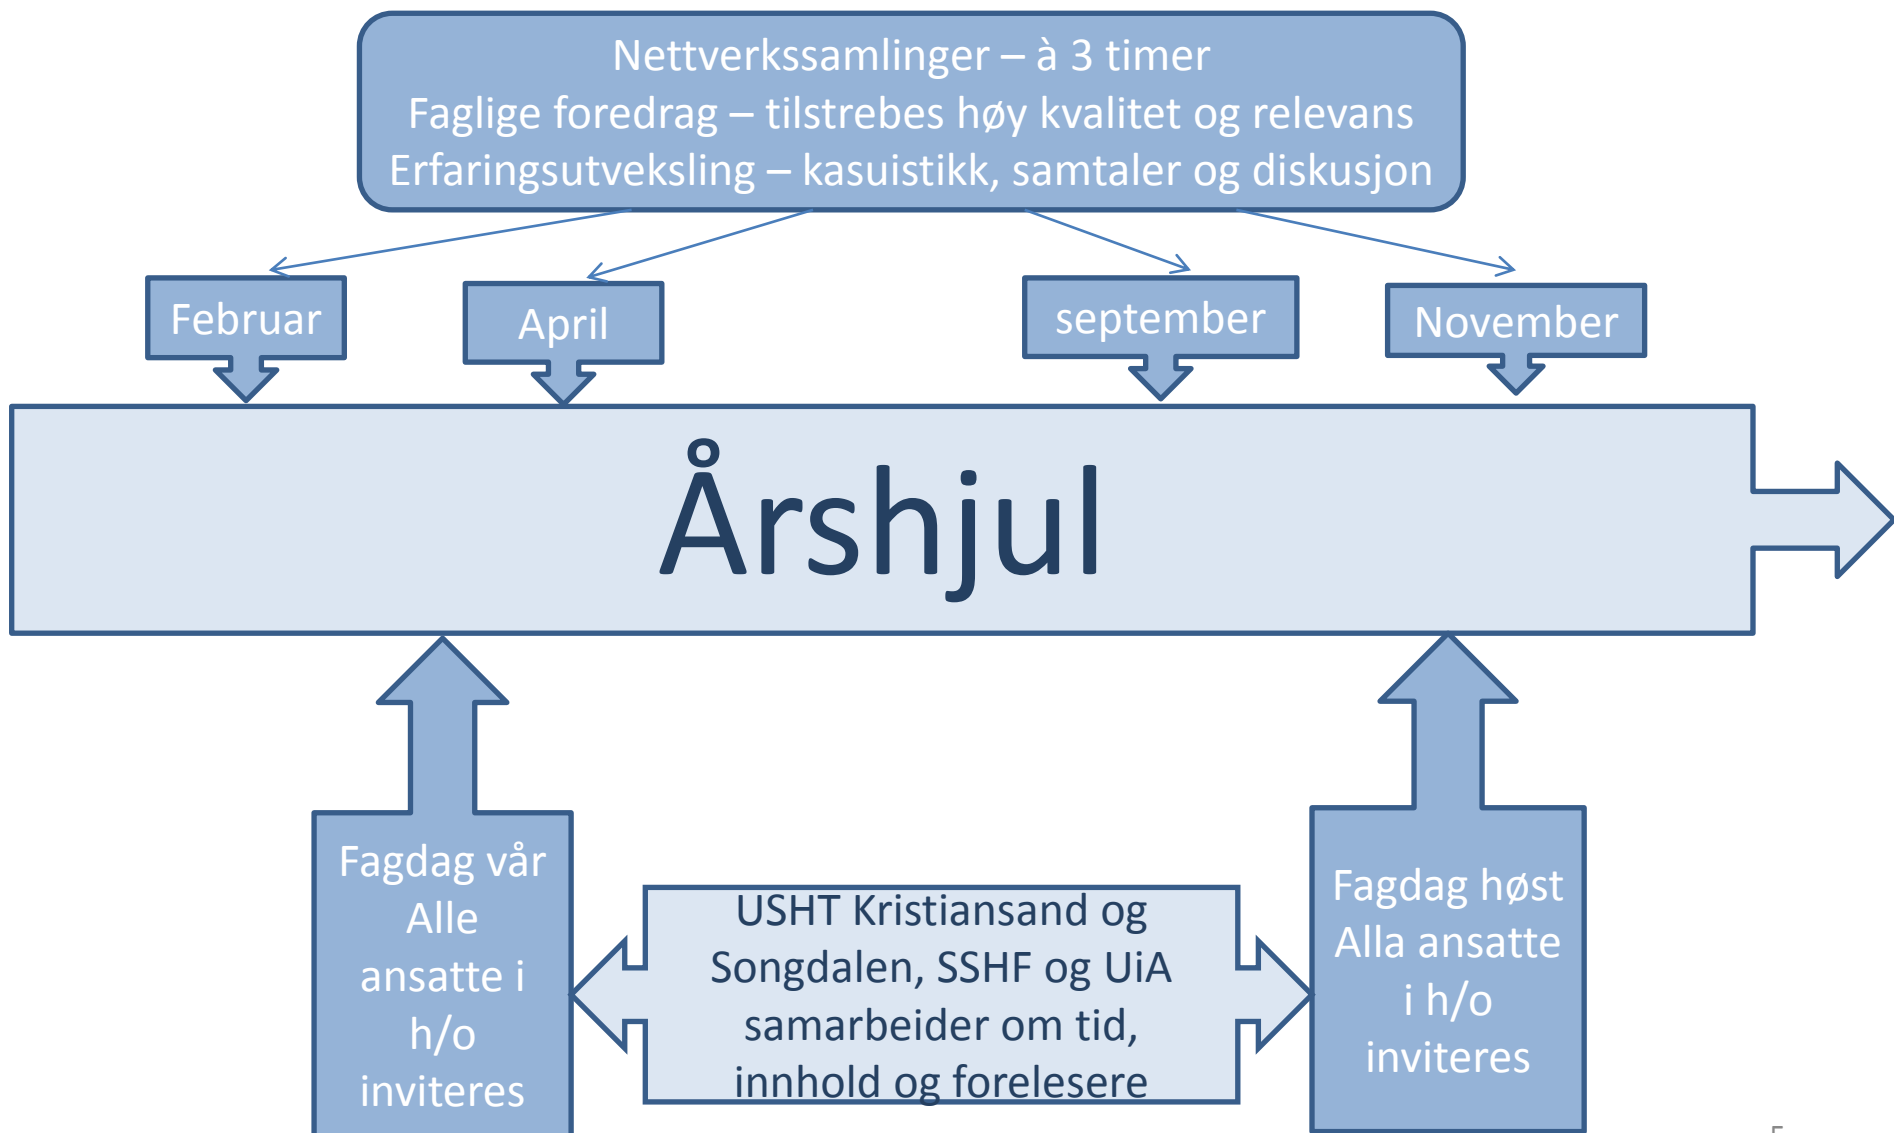 Nettverkssamlinger – à 3 timer
Faglige foredrag – tilstrebes høy kvalitet og relevans
Erfaringsutveksling – kasuistikk, samtaler og diskusjon
Februar
April
september
November
Årshjul
Fagdag vår
Alle
ansatte i
h/o
inviteres
USHT Kristiansand og
Songdalen, SSHF og UiA
samarbeider om tid,
innhold og forelesere
Fagdag høst
Alla ansatte
i h/o
inviteres